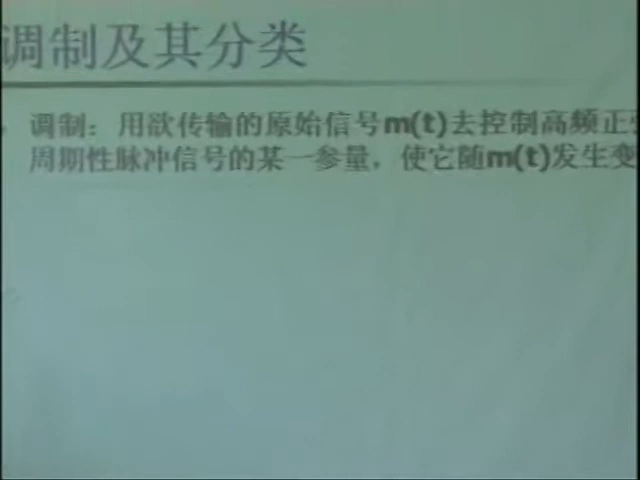 调制及其分类
调制：用欲传输的原始信号m(t)去控制高频正
周期性脉冲信号的某一参量，使它随m(t)发生变